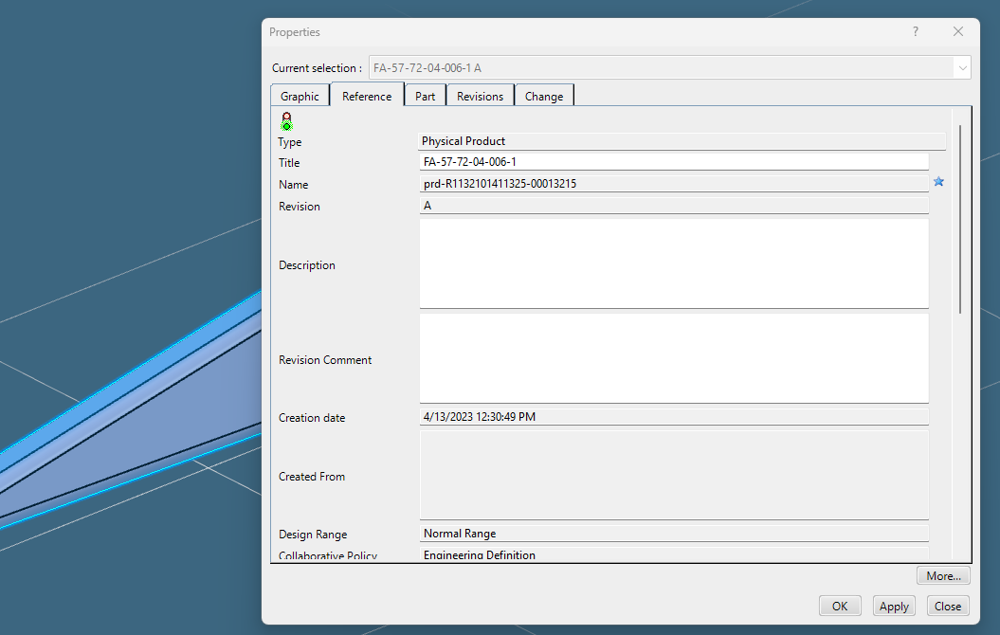 Properties
?
Current selection : FA-57-72-04-006-1 A
Graphic Reference Part Revisions Change
Type Physical Product
Title FA-57-72-04-006-1
Name prd-R1132101411325-00013215
Revision A
Description
Revision Comment
Creation date 4/13/2023 12:30:49 PM
Created From
Design Range Normal Range
Collaborative Policy Engineering Definition
More...
OK Apply Close